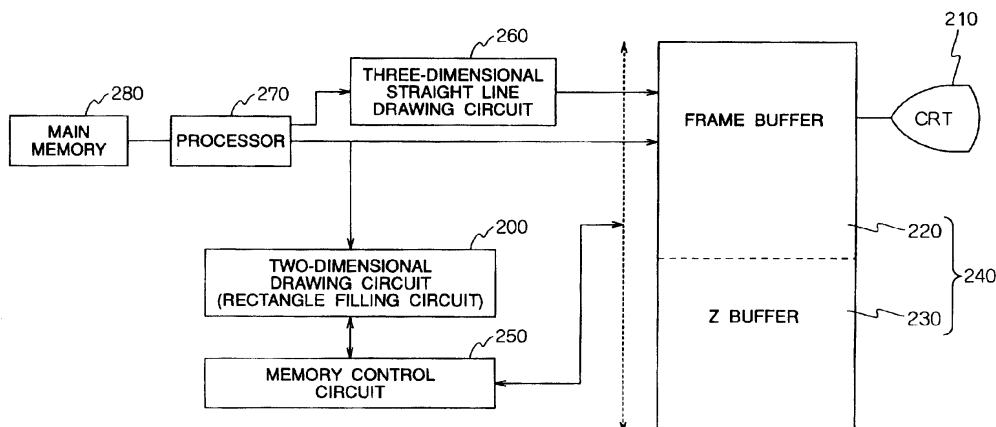 210
260
THREE-DIMENSIONAL
STRAIGHT LINE
DRAWING CIRCUIT
280
270
MAIN
MEMORY
PROCESSOR
FRAME BUFFER
CRT
200
TWO-DIMENSIONAL
DRAWING CIRCUIT
(RECTANGLE FILLING CIRCUIT)
220
240
Z BUFFER
230
250
MEMORY CONTROL
CIRCUIT